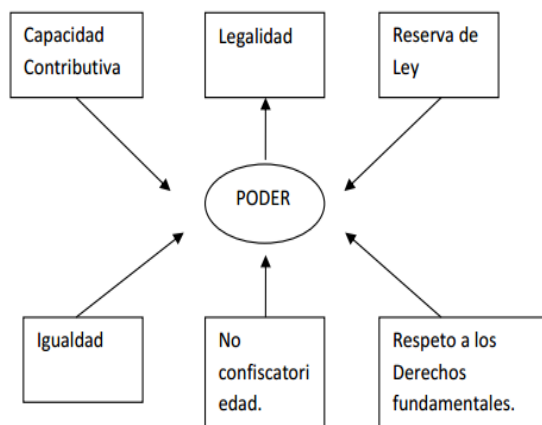 Capacidad
Contributiva
Legalidad
Reserva de
Ley
PODER
Igualdad
No
confiscatori
edad.
Respeto a los
Derechos
fundamentales.